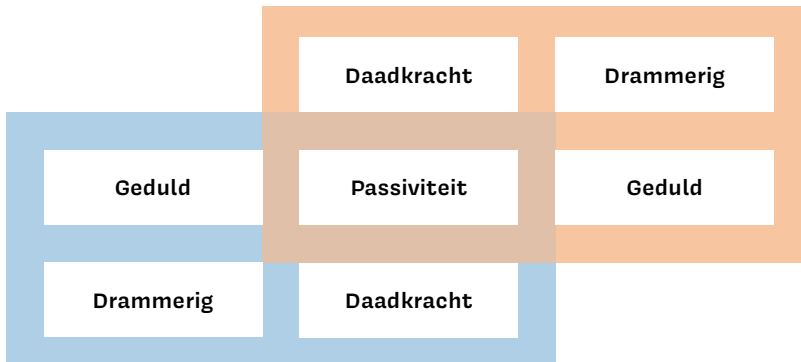 Daadkracht
Drammerig
Geduld
Passiviteit
Geduld
Drammerig
Daadkracht